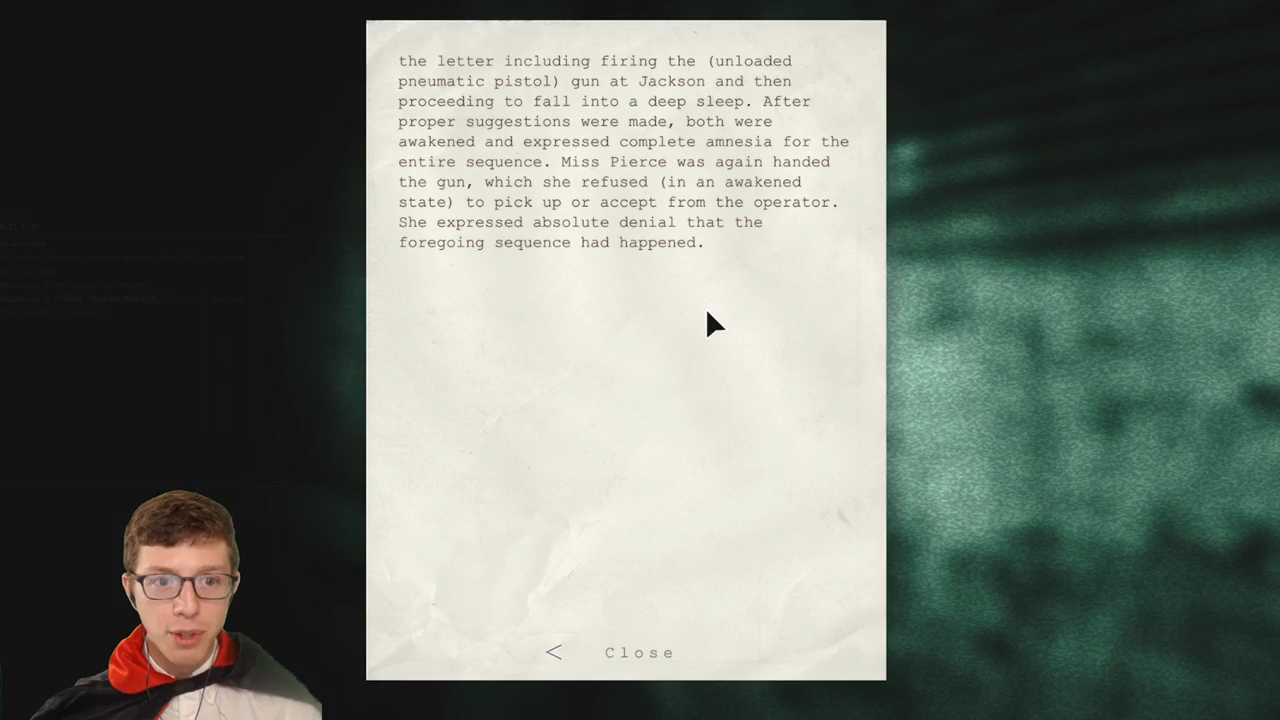 the letter including firing the (unloaded
pneumatic pistol) gun at Jackson and then
proceeding to fall into a deep sleep. After
proper suggestions were made, both were
awakened and expressed complete amnesia for the
entire sequence. Miss Pierce was again handed
the gun, which she refused (in an awakened
state) to pick up or accept from the operator.
She expressed absolute denial that the
foregoing sequence had happened.
< Close